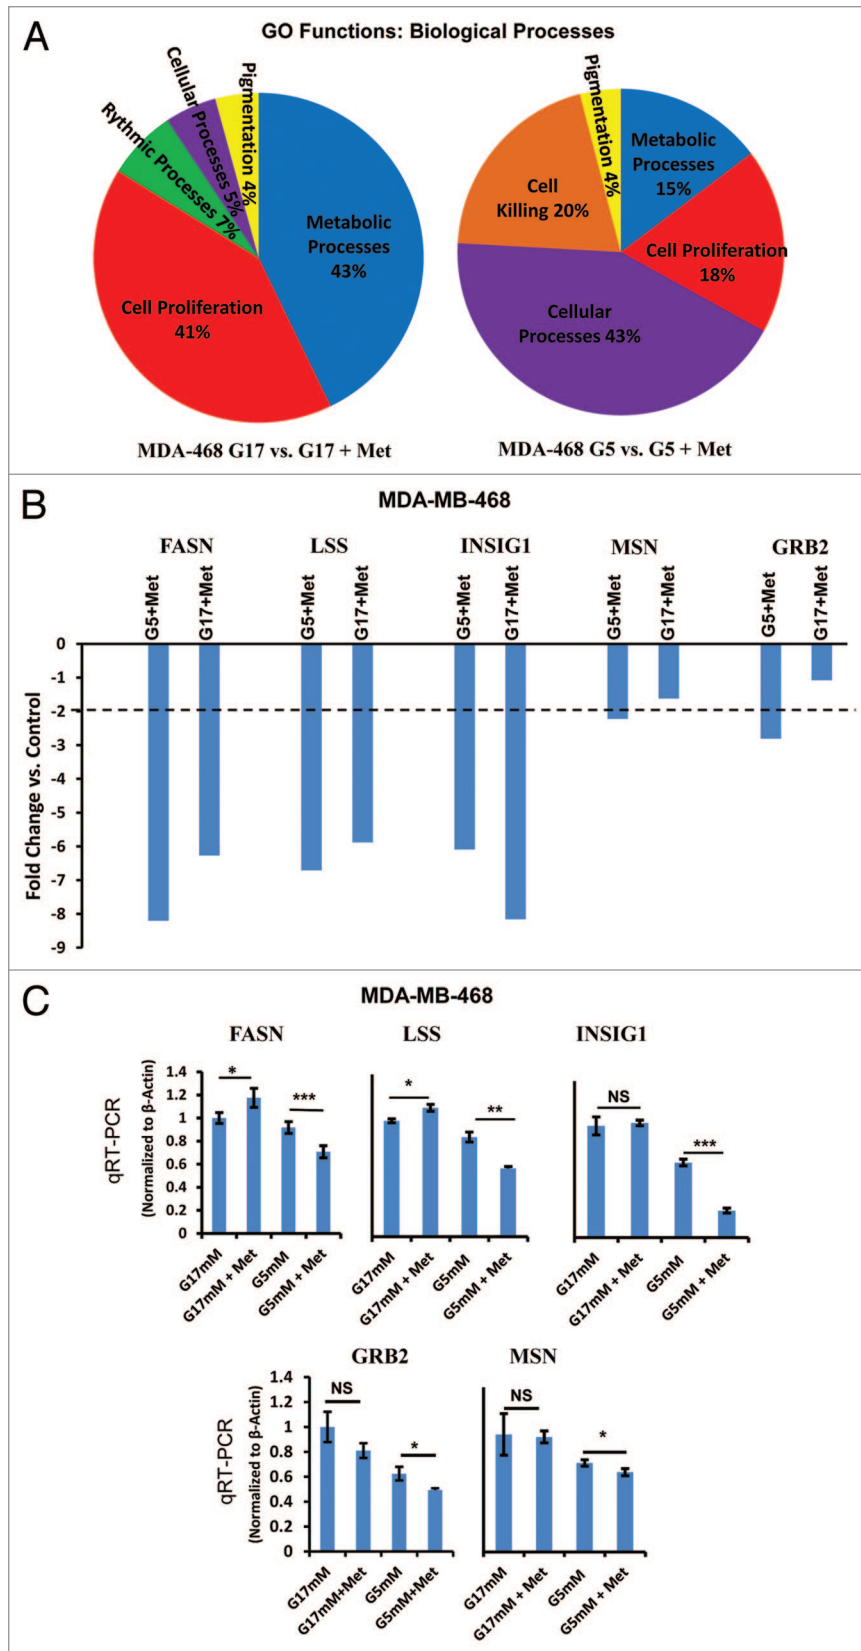 A
GO Functions: Biological Processes
Pigmentation 4%
Cellular Processes 5%
Rythmic Processes 7%
Metabolic
Processes
43%
Cell Proliferation
41%
MDA-468 G17 vs. G17 + Met
Pigmentation 4%
Metabolic
Processes
15%
Cell
Killing 20%
Cell Proliferation
18%
Cellular
Processes 43%
MDA-468 G5 vs. G5 + Met
B
MDA-MB-468
FASN LSS INSIG1 MSN GRB2
G5+Met G17+Met G5+Met G17+Met G5+Met G17+Met G5+Met G17+Met G5+Met G17+Met
Fold Change vs. Control
0
-1
-2
-3
-4
-5
-6
-7
-8
-9
C
MDA-MB-468
FASN LSS INSIG1
qRT-PCR
(Normalized to β-Actin)
1.4
1.2
1
0.8
0.6
0.4
0.2
0
* ***
* **
NS ***
G17mM G17mM + Met G5mM G5mM + Met
G17mM G17mM + Met G5mM G5mM + Met
G17mM G17mM + Met G5mM G5mM + Met
GRB2 MSN
qRT-PCR
(Normalized to β-Actin)
1.4
1.2
1
0.8
0.6
0.4
0.2
0
NS *
NS *
G17mM G17mM+Met G5mM G5mM+Met
G17mM G17mM + Met G5mM G5mM + Met